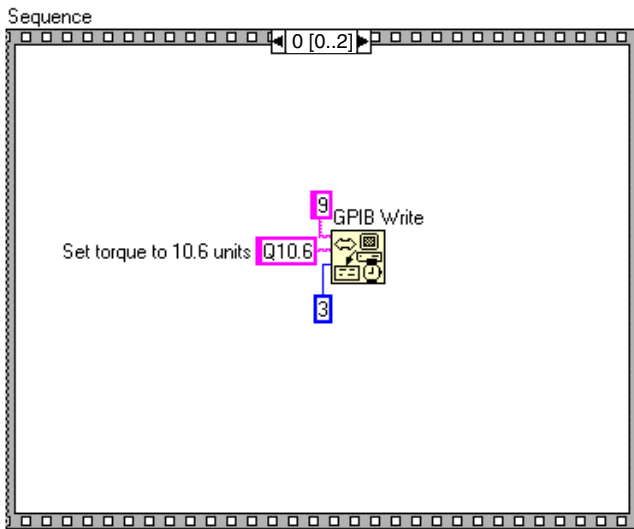 Sequence
0 [0..2]
9
GPIB Write
Set torque to 10.6 units Q10.6
3